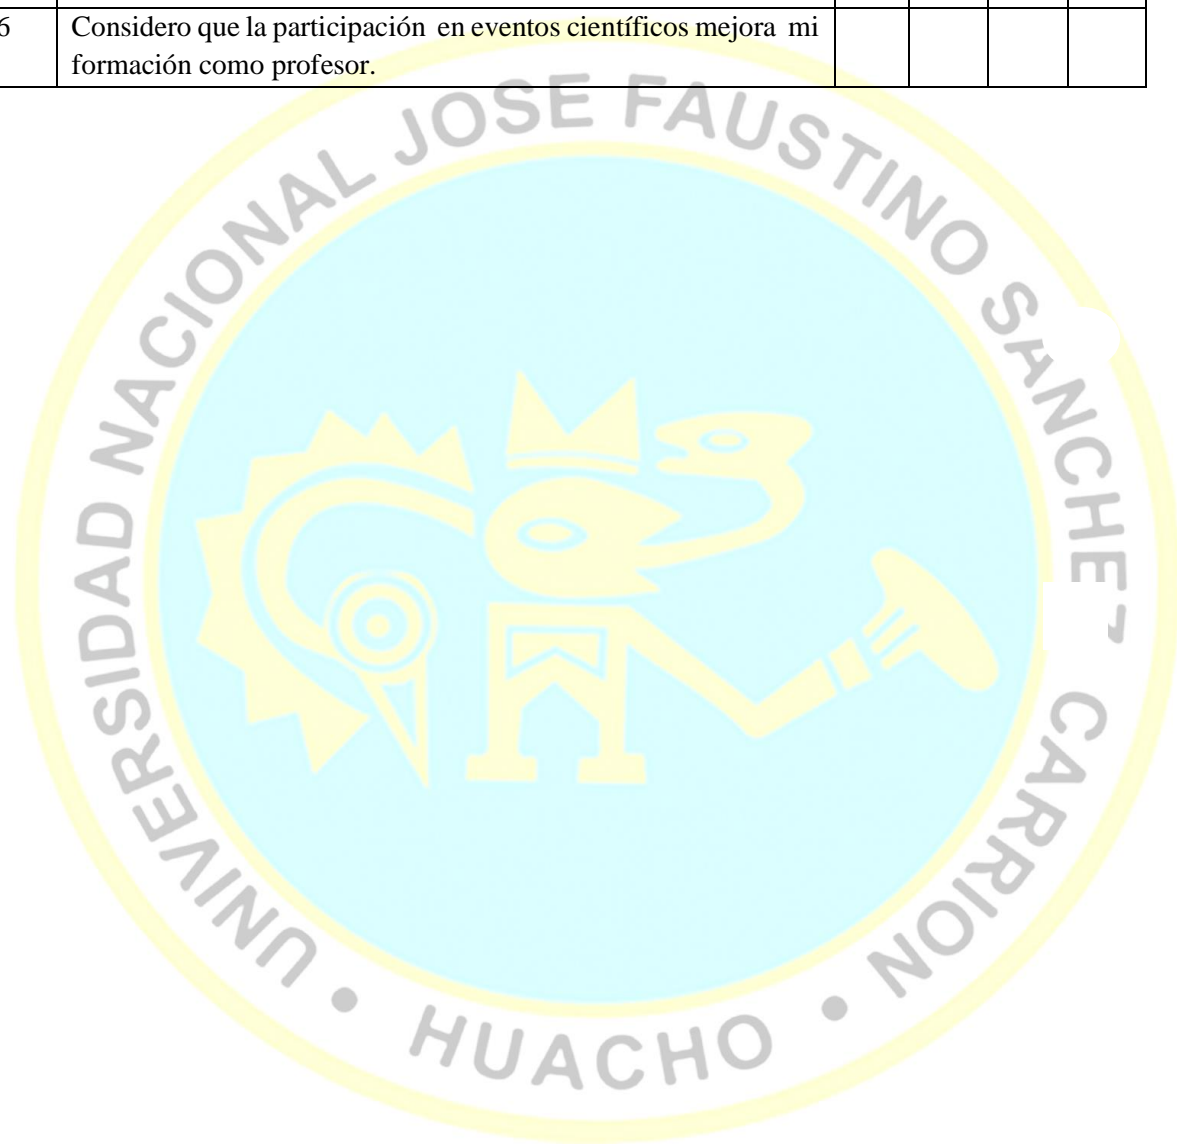 6 Considero que la participación en eventos científicos mejora mi
formación como profesor.
UNIVERSIDAD NACIONAL JOSE FAUSTINO SANCHE CARRION
• HUACHO •